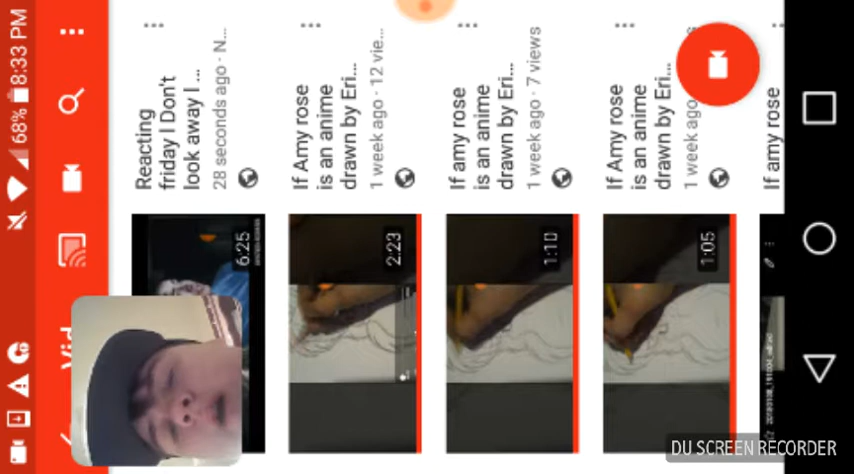 68% 8:33 PM
Vid
Reacting
friday I Don't
look away I ...
28 seconds ago · N...
6:25
If Amy rose
is an anime
drawn by Eri...
1 week ago · 12 vie...
2:23
If amy rose
is an anime
drawn by Eri...
1 week ago · 7 views
1:10
If Amy rose
is an anime
drawn by Eri...
1 week ago
1:05
If amy rose
DU SCREEN RECORDER